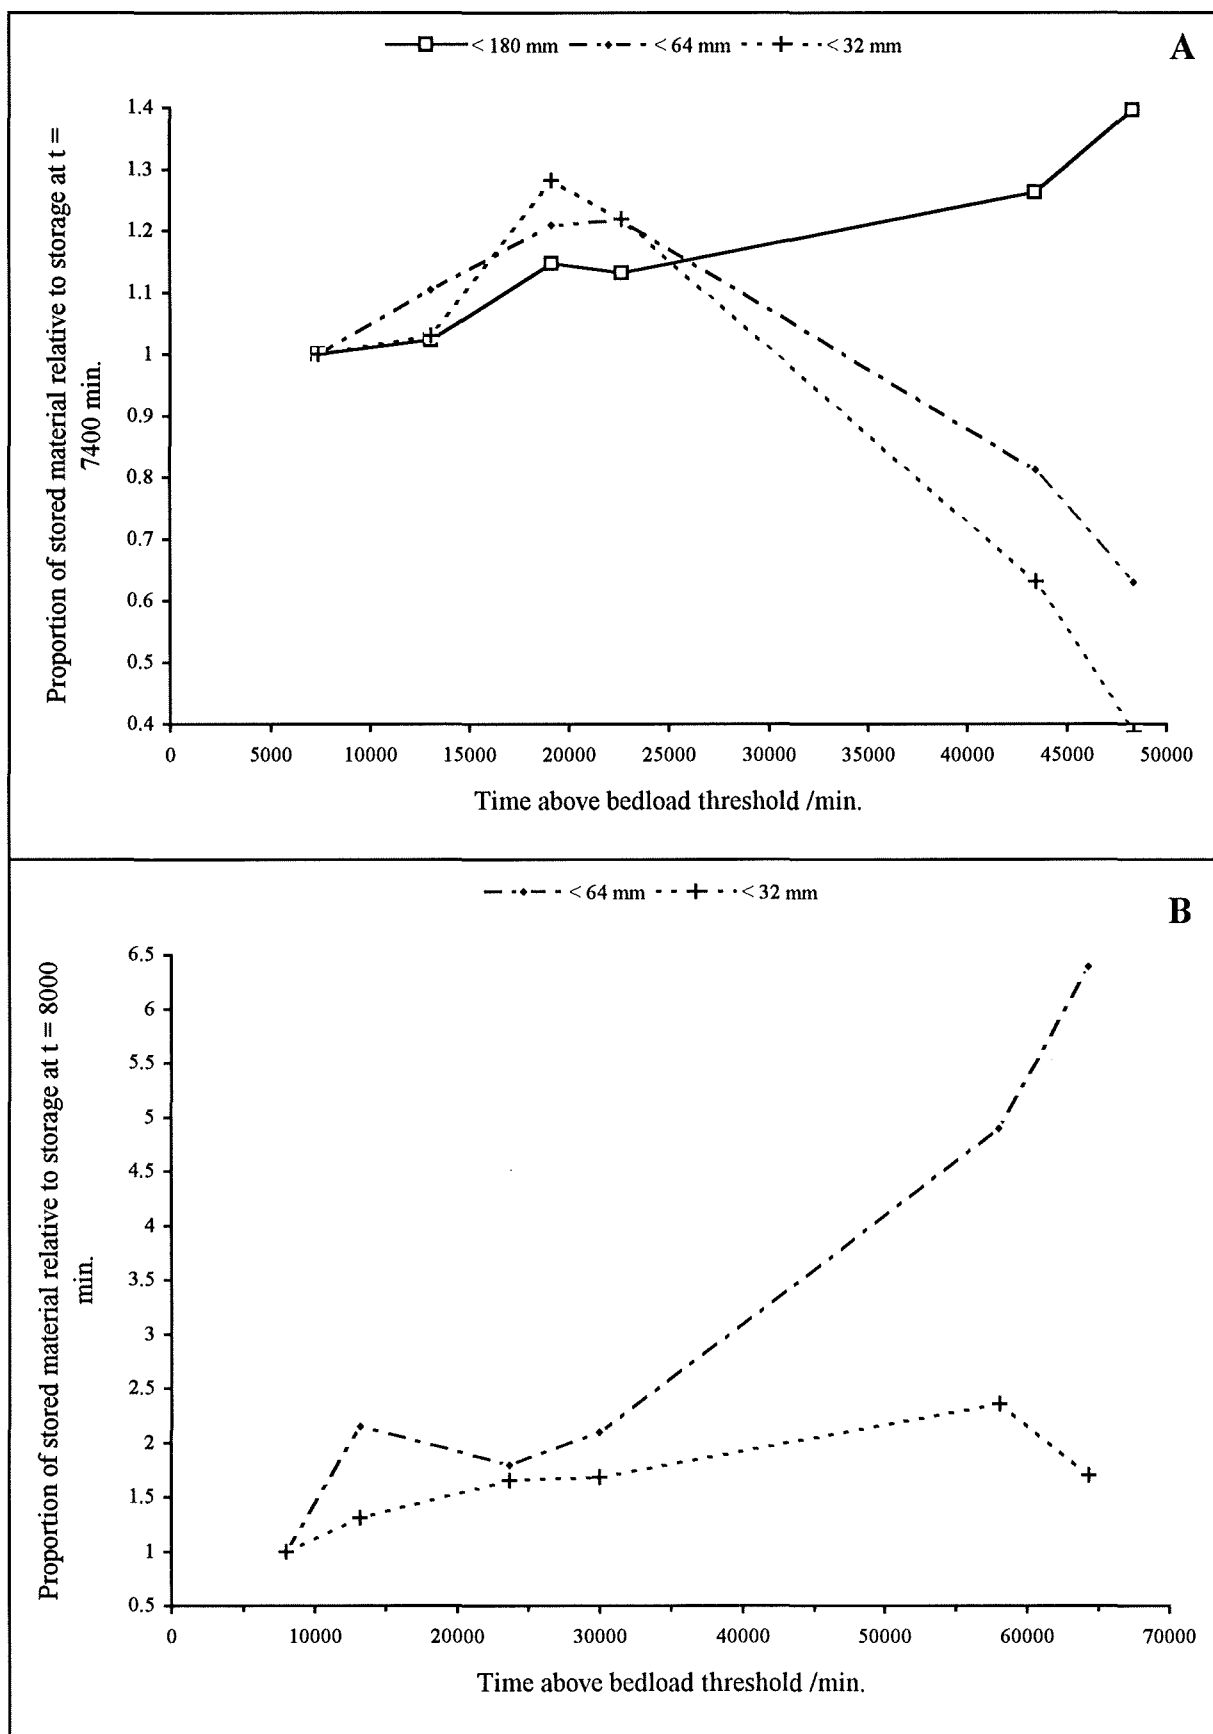 < 180 mm < 64 mm < 32 mm
A
Proportion of stored material relative to storage at t =
7400 min.
1.4
1.3
1.2
1.1
1
0.9
0.8
0.7
0.6
0.5
0.4
0 5000 10000 15000 20000 25000 30000 35000 40000 45000 50000
Time above bedload threshold /min.
< 64 mm < 32 mm
B
Proportion of stored material relative to storage at t = 8000
min.
6.5
6
5.5
5
4.5
4
3.5
3
2.5
2
1.5
1
0.5
0 10000 20000 30000 40000 50000 60000 70000
Time above bedload threshold /min.